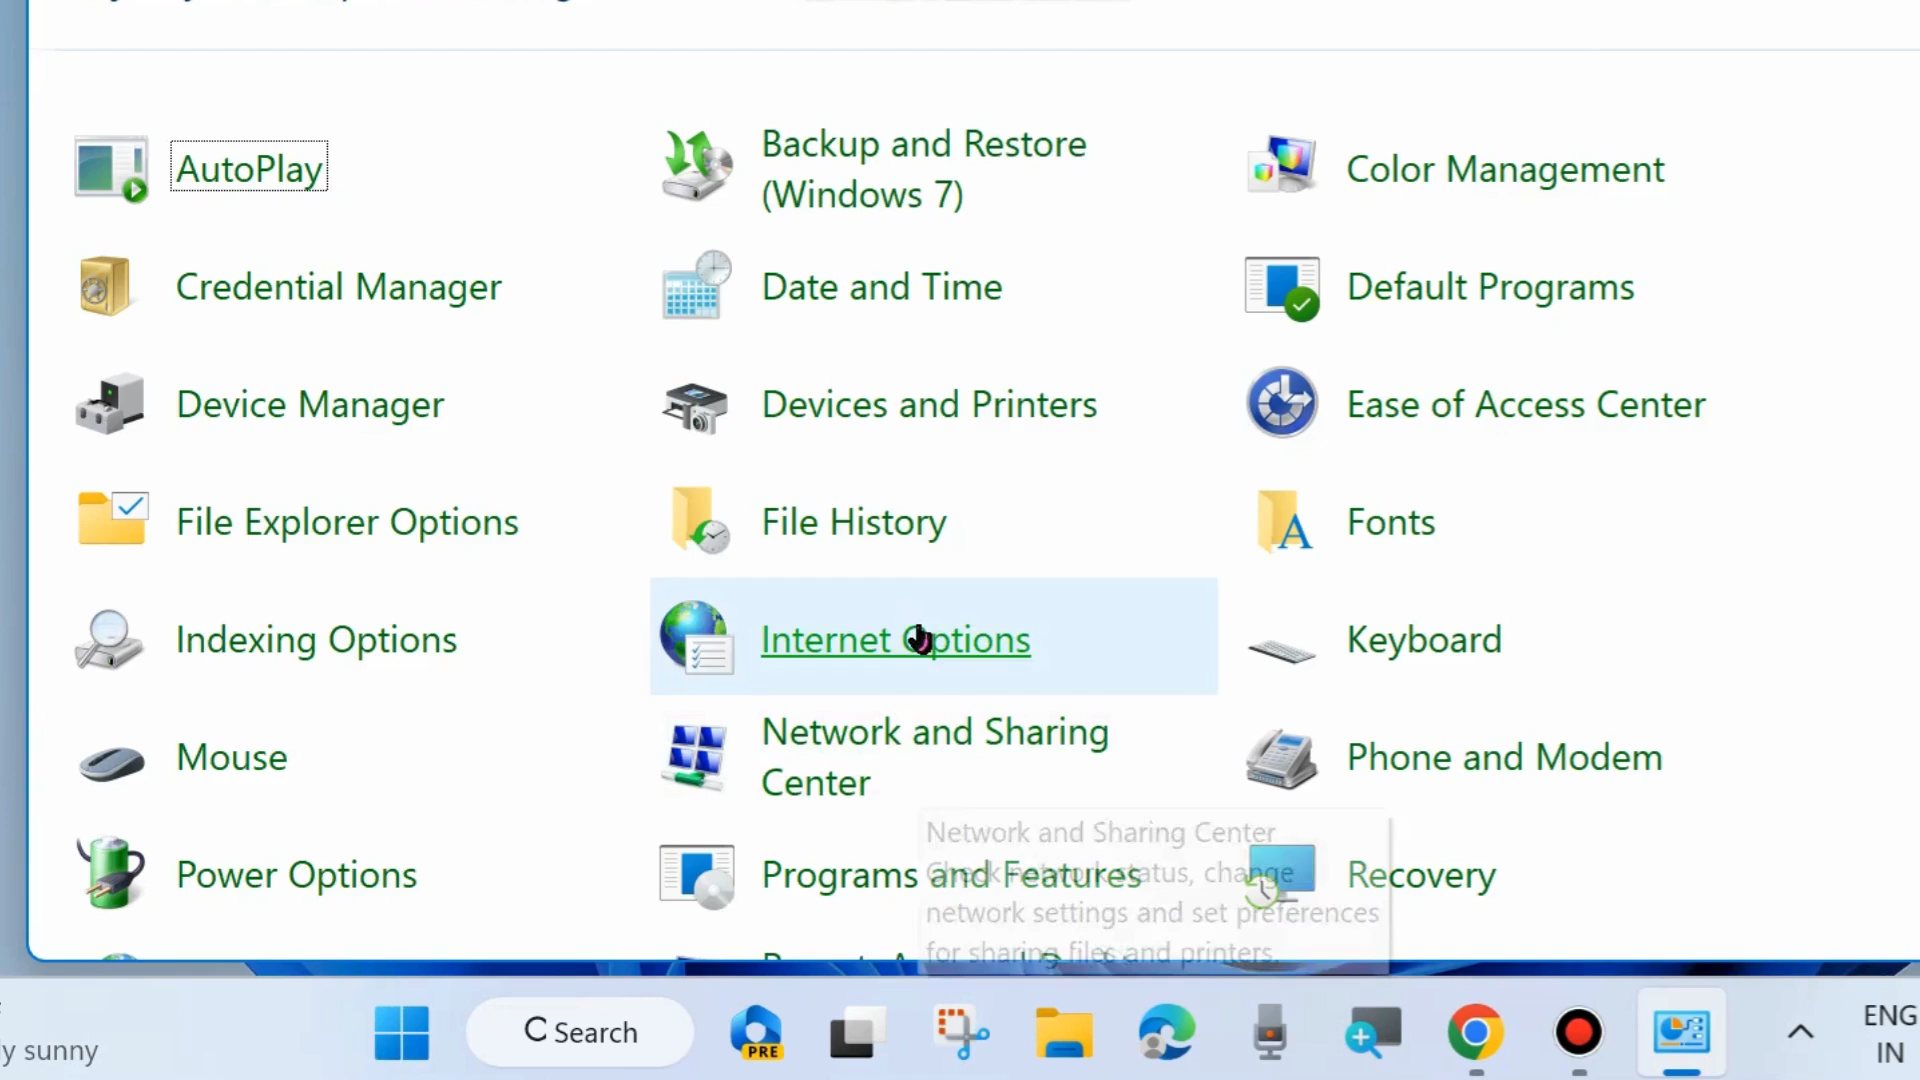 AutoPlay
Backup and Restore
(Windows 7)
Color Management
Credential Manager
Date and Time
Default Programs
Device Manager
Devices and Printers
Ease of Access Center
File Explorer Options
File History
Fonts
Indexing Options
Internet Options
Keyboard
Mouse
Network and Sharing
Center
Phone and Modem
Power Options
Programs and Features
Recovery
Network and Sharing Center
Check network status, change
network settings and set preferences
for sharing files and printers.
y sunny
Search
PRE
ENG
IN